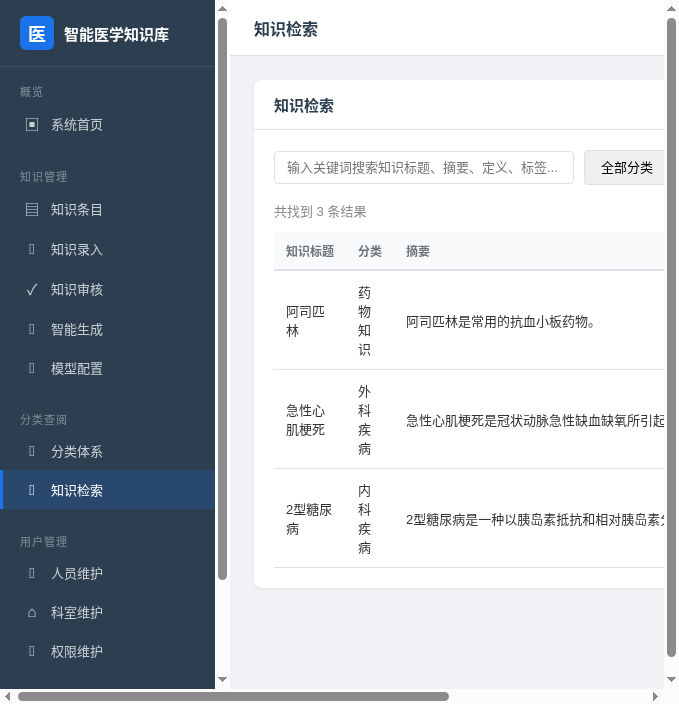 医 智能医学知识库
概览
系统首页
知识管理
知识条目
知识录入
知识审核
智能生成
模型配置
分类查阅
分类体系
知识检索
用户管理
人员维护
科室维护
权限维护
知识检索
知识检索
输入关键词搜索知识标题、摘要、定义、标签... 全部分类
共找到 3 条结果
知识标题 分类 摘要
阿司匹
林
药
物
知
识
阿司匹林是常用的抗血小板药物。
急性心
肌梗死
外
科
疾
病
急性心肌梗死是冠状动脉急性缺血缺氧所引起
2型糖尿
病
内
科
疾
病
2型糖尿病是一种以胰岛素抵抗和相对胰岛素